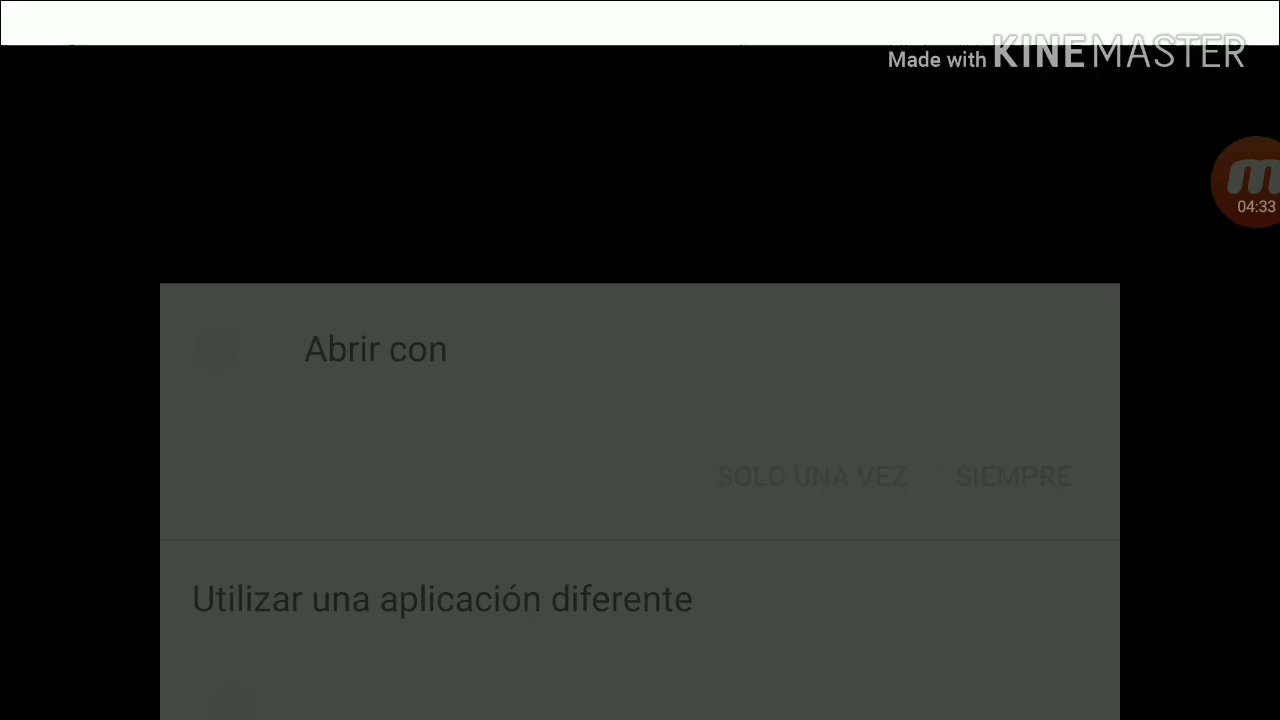 Made with KINEMASTER
04:33
Abrir con
SOLO UNA VEZ SIEMPRE
Utilizar una aplicación diferente